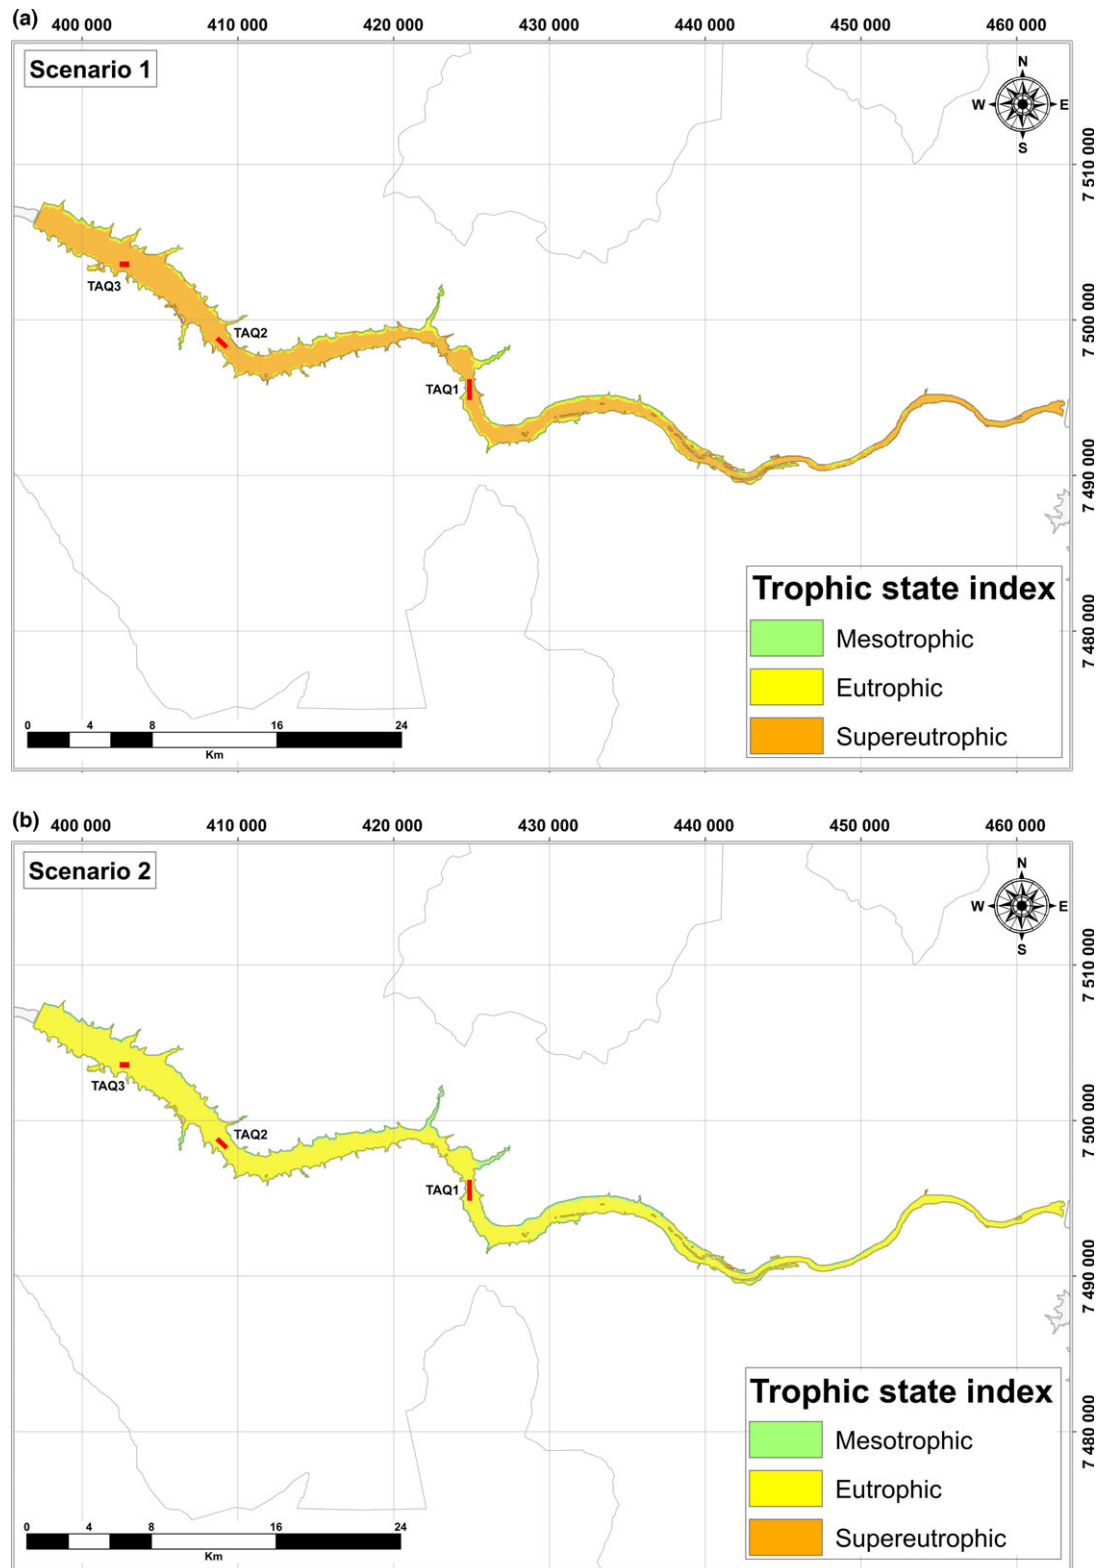 (a)
400 000 410 000 420 000 430 000 440 000 450 000 460 000
Scenario 1
N
W E
S
7 510 000
TAQ3
7 500 000
TAQ2
TAQ1
7 490 000
Trophic state index
7 480 000
Mesotrophic
Eutrophic
Supereutrophic
0 4 8 16 24
Km
(b)
400 000 410 000 420 000 430 000 440 000 450 000 460 000
Scenario 2
N
W E
S
7 510 000
TAQ3
7 500 000
TAQ2
TAQ1
7 490 000
Trophic state index
7 480 000
Mesotrophic
Eutrophic
Supereutrophic
0 4 8 16 24
Km